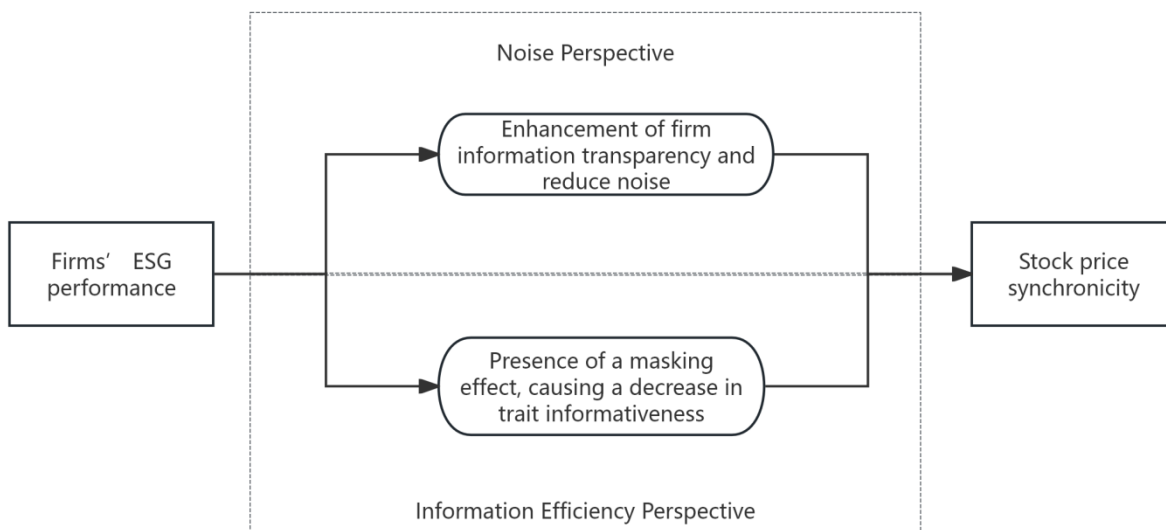 Noise Perspective
Enhancement of firm
information transparency and
reduce noise
Firms’ ESG
performance
Stock price
synchronicity
Presence of a masking
effect, causing a decrease in
trait informativeness
Information Efficiency Perspective